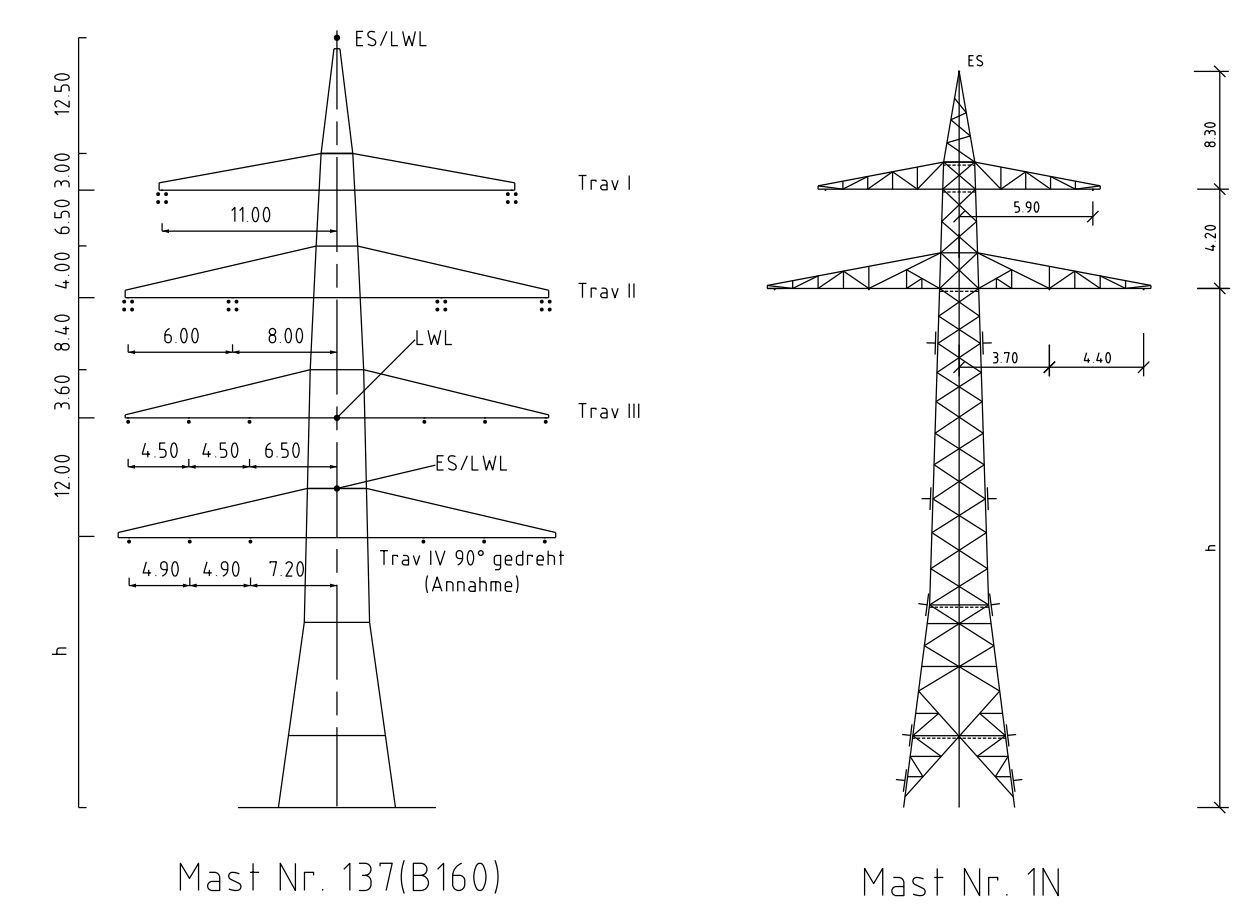 ES/LWL
12.50
3.00
Trav I
6.50
11.00
4.00
Trav II
8.40
6.00
8.00
LWL
3.60
Trav III
4.50
4.50
6.50
12.00
ES/LWL
Trav IV 90° gedreht
(Annahme)
4.90
4.90
7.20
h
Mast Nr. 137(B160)
ES
8.30
5.90
4.20
3.70
4.40
h
Mast Nr. 1N